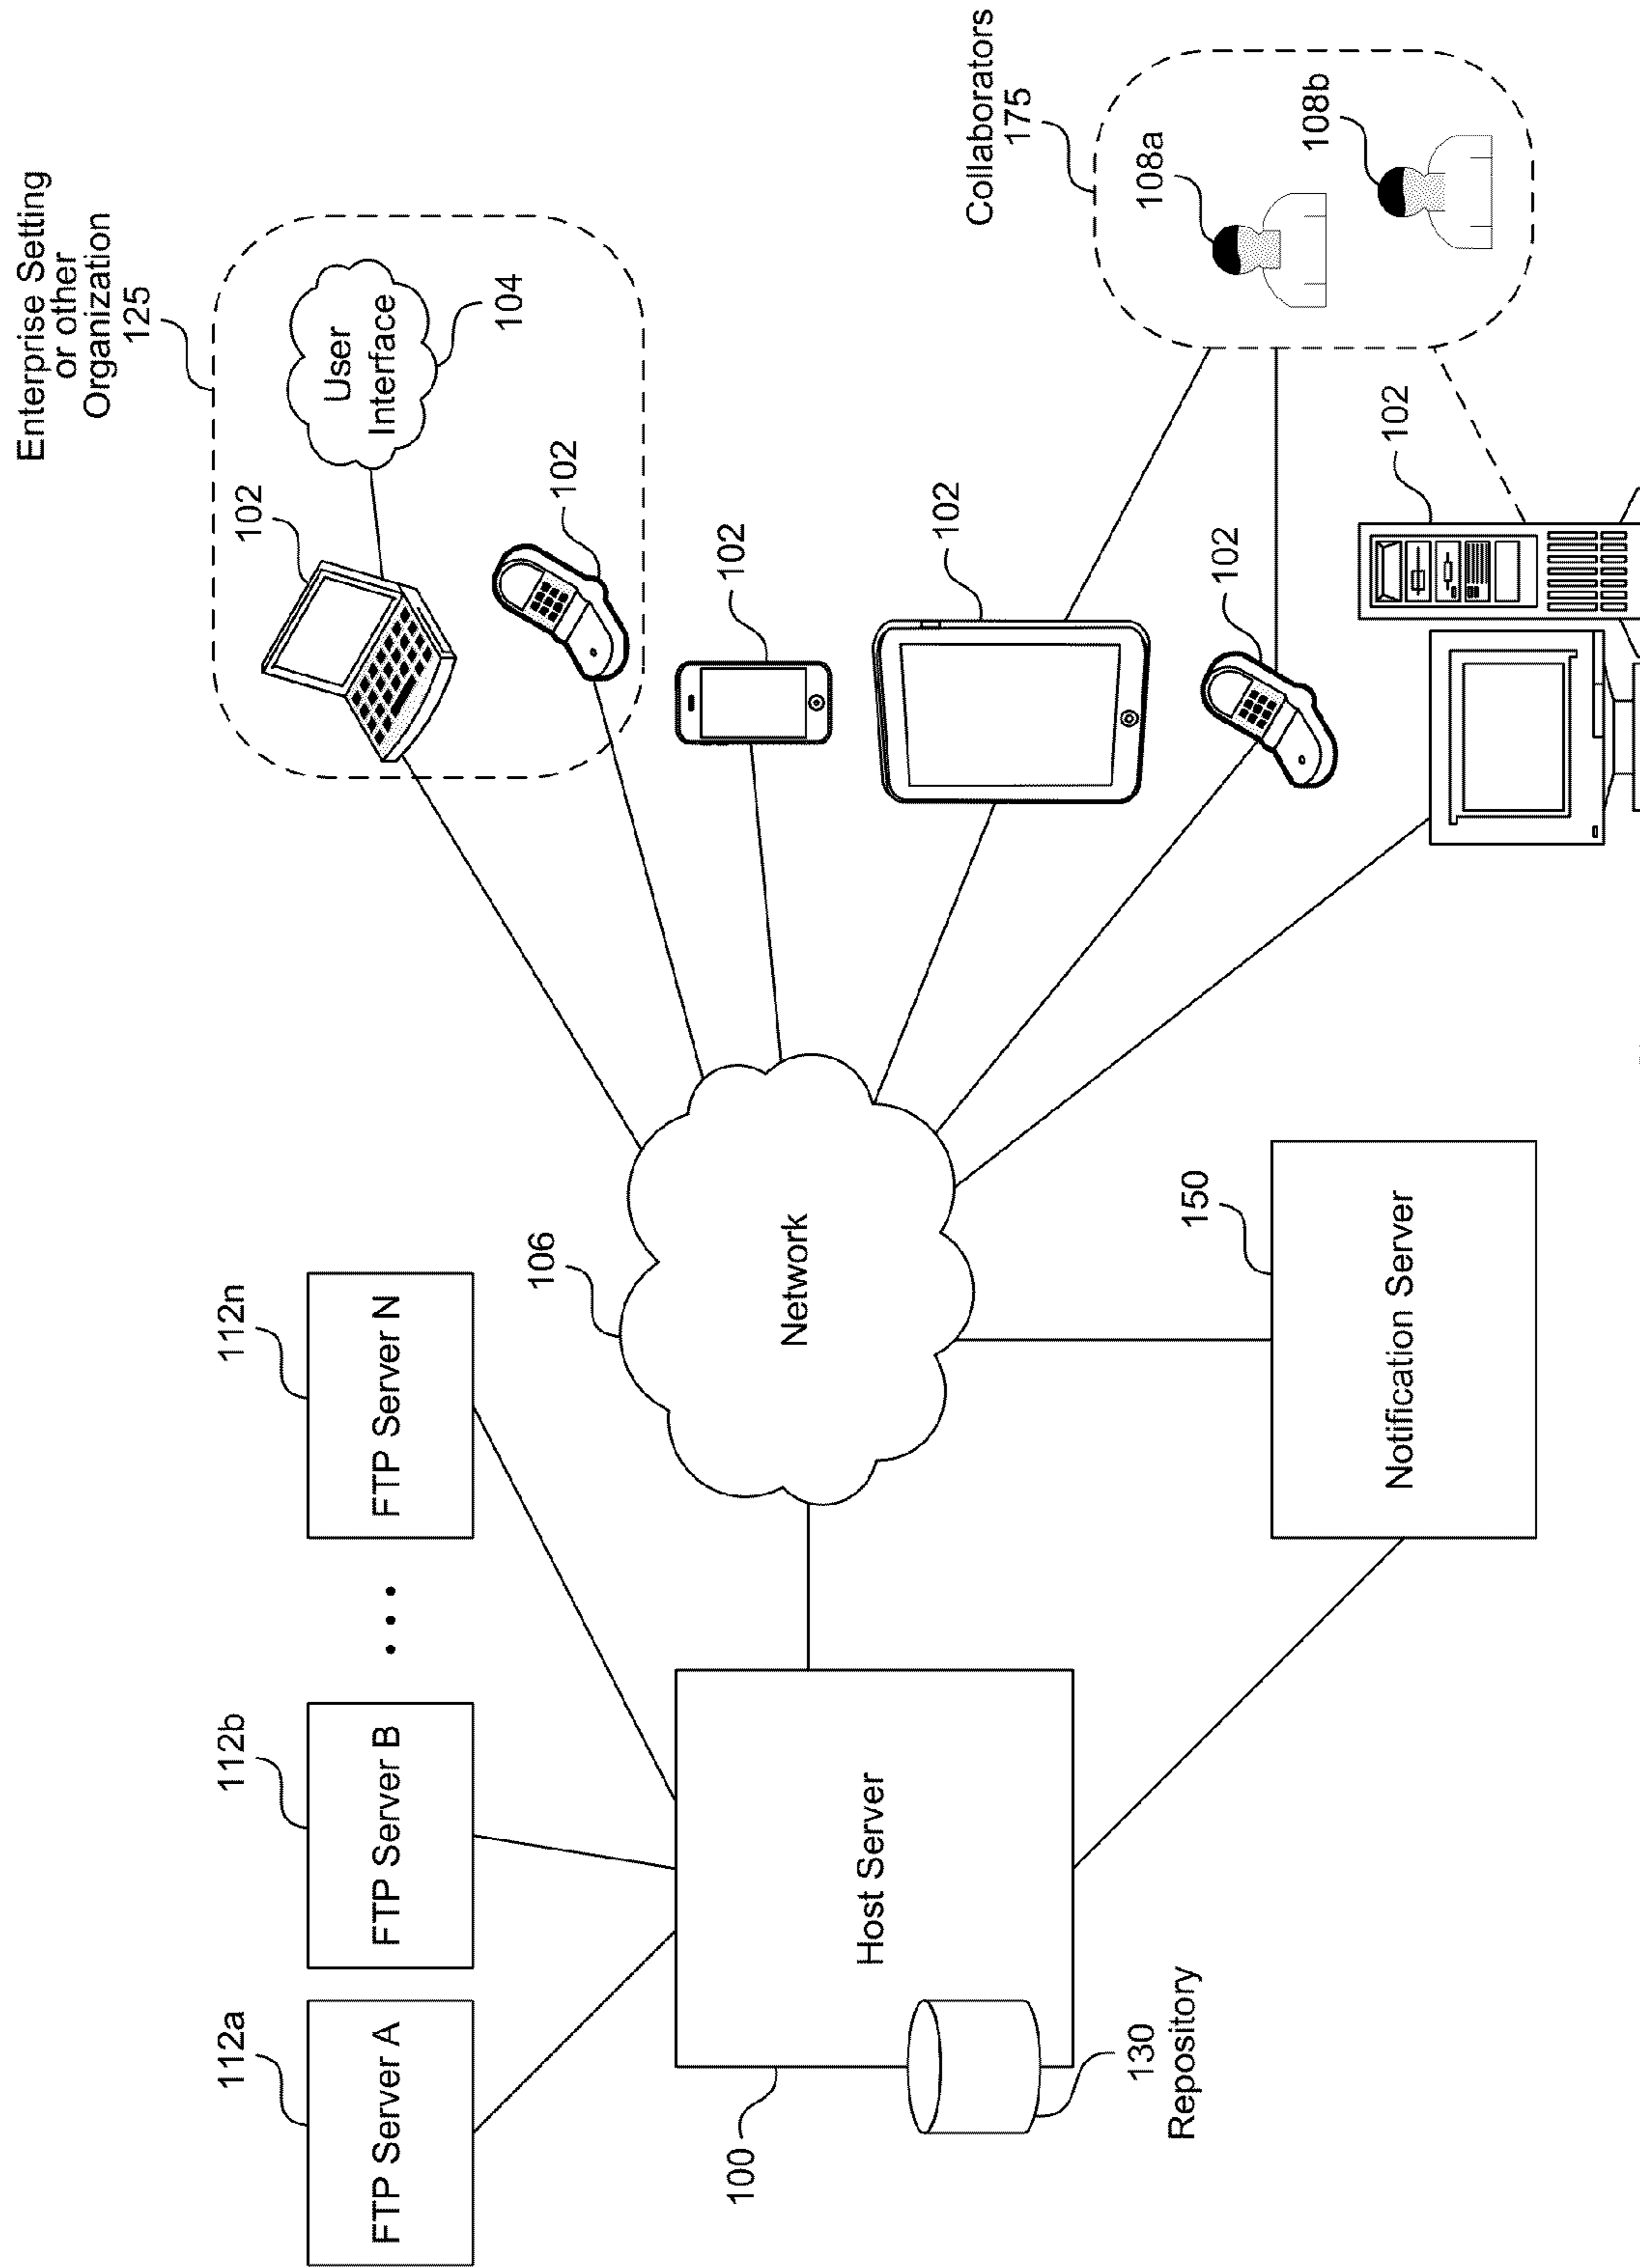 112a
FTP Server A
112b
FTP Server B
...
112n
FTP Server N
Enterprise Setting
or other
Organization
125
102
User
Interface
104
102
106
Network
102
102
100
Host Server
130
Repository
150
Notification Server
102
102
Collaborators
175
108a
108b